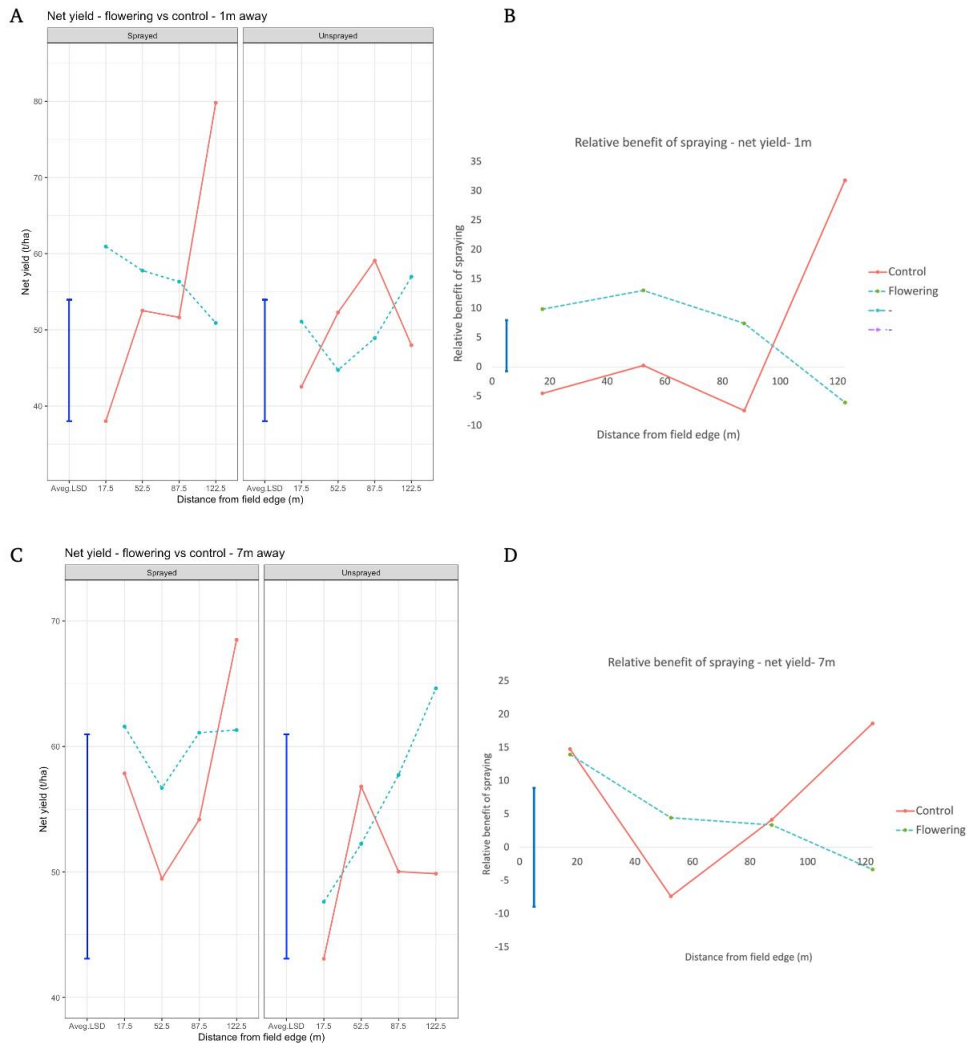 A
Net yield - flowering vs control - 1m away
Sprayed
Unsprayed
Net yield (t/ha)
80
70
60
50
40
Aveg.LSD 17.5 52.5 87.5 122.5
Aveg.LSD 17.5 52.5 87.5 122.5
Distance from field edge (m)
B
Relative benefit of spraying - net yield- 1m
Relative benefit of spraying
35
30
25
20
15
10
5
0
-5
-10
0 20 40 60 80 100 120
Distance from field edge (m)
Control
Flowering
-
-
C
Net yield - flowering vs control - 7m away
Sprayed
Unsprayed
Net yield (t/ha)
70
60
50
40
Aveg.LSD 17.5 52.5 87.5 122.5
Aveg.LSD 17.5 52.5 87.5 122.5
Distance from field edge (m)
D
Relative benefit of spraying - net yield- 7m
Relative benefit of spraying
25
20
15
10
5
0
-5
-10
-15
0 20 40 60 80 100 120
Distance from field edge (m)
Control
Flowering